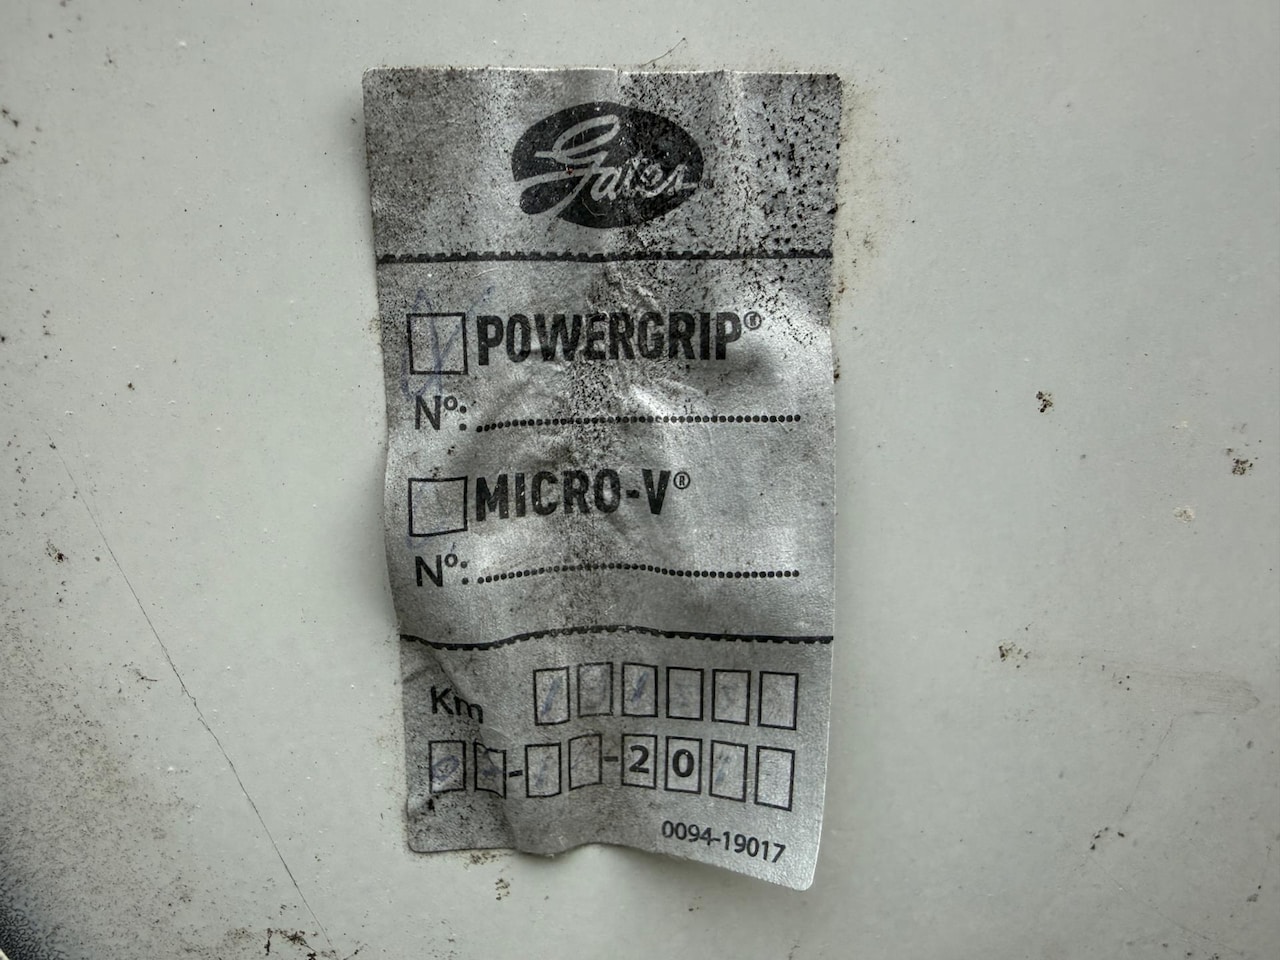 Gates
POWERGRIP®
Nº:
MICRO-V®
Nº:
Km
- - 20
0094-19017